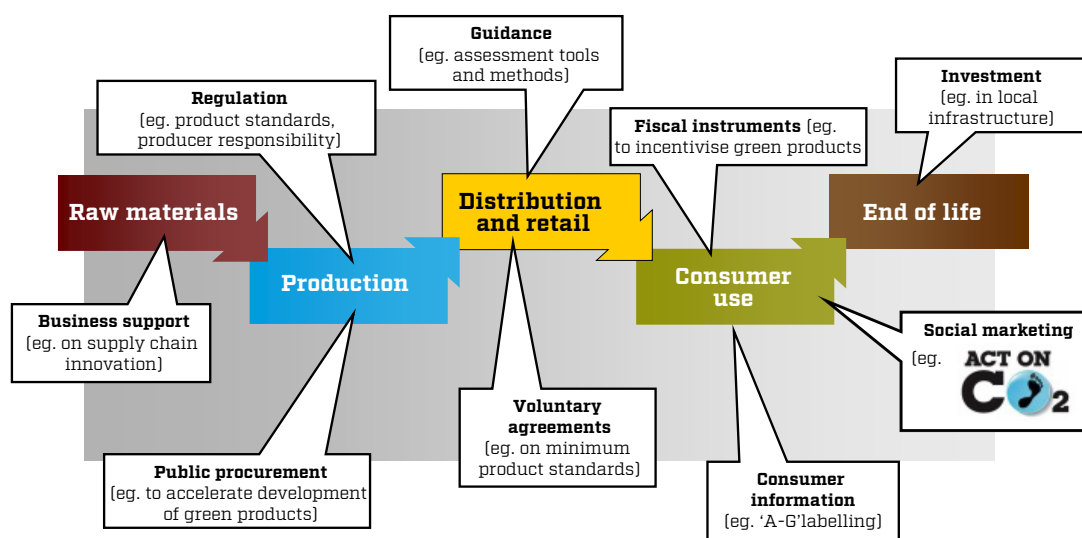 Guidance
(eg. assessment tools
and methods)
Regulation
(eg. product standards,
producer responsibility)
Investment
(eg. in local
infrastructure)
Fiscal instruments (eg.
to incentivise green products
Raw materials
Distribution
and retail
End of life
Production
Consumer
use
Business support
(eg. on supply chain
innovation)
Social marketing
(eg.
ACT ON
CO2
Voluntary
agreements
(eg. on minimum
product standards)
Public procurement
(eg. to accelerate development
of green products)
Consumer
information
(eg. ‘A-G’labelling)